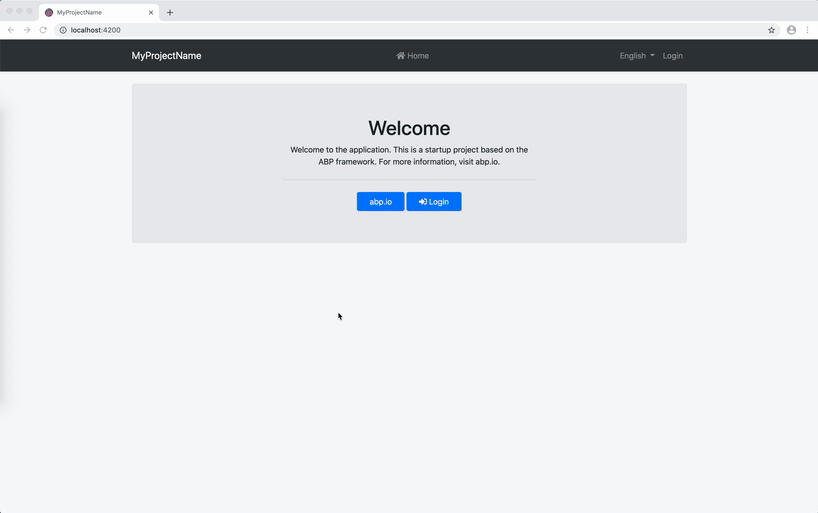 MyProjectName
localhost:4200
MyProjectName Home English Login
Welcome
Welcome to the application. This is a startup project based on the
ABP framework. For more information, visit abp.io.
abp.io Login